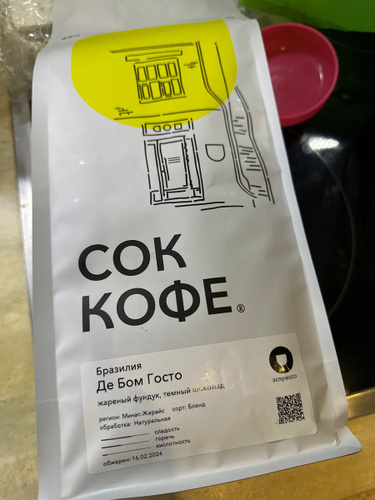 СОК
КОФЕ®
Бразилия
Де Бом Госто
жареный фундук, темный шоколад
эспрессо
регион: Минас-Жерайс сорт: Бленд
обработка: Натуральная
сладость
горечь
кислотность
обжарен: 16.02.2024